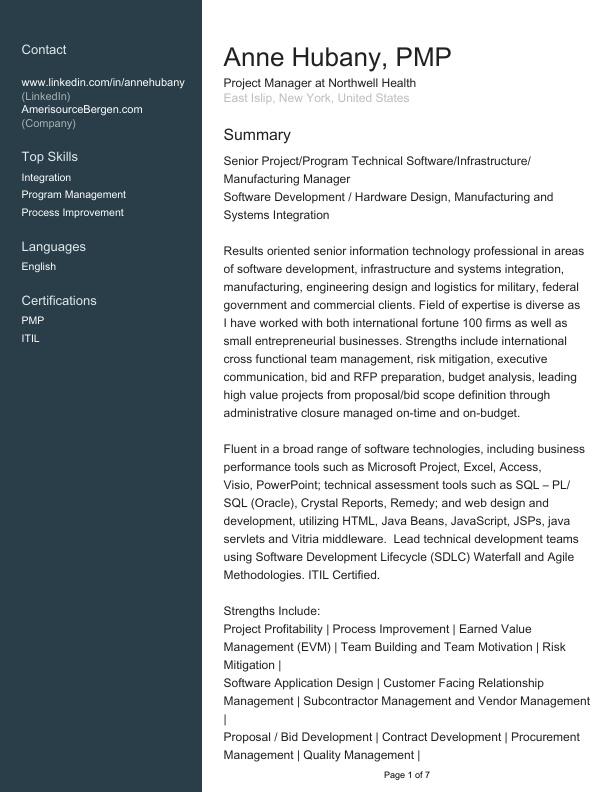 Contact
www.linkedin.com/in/annehubany
(LinkedIn)
AmerisourceBergen.com
(Company)
Top Skills
Integration
Program Management
Process Improvement
Languages
English
Certifications
PMP
ITIL
Anne Hubany, PMP
Project Manager at Northwell Health
East Islip, New York, United States
Summary
Senior Project/Program Technical Software/Infrastructure/
Manufacturing Manager
Software Development / Hardware Design, Manufacturing and
Systems Integration
Results oriented senior information technology professional in areas
of software development, infrastructure and systems integration,
manufacturing, engineering design and logistics for military, federal
government and commercial clients. Field of expertise is diverse as
I have worked with both international fortune 100 firms as well as
small entrepreneurial businesses. Strengths include international
cross functional team management, risk mitigation, executive
communication, bid and RFP preparation, budget analysis, leading
high value projects from proposal/bid scope definition through
administrative closure managed on-time and on-budget.
Fluent in a broad range of software technologies, including business
performance tools such as Microsoft Project, Excel, Access,
Visio, PowerPoint; technical assessment tools such as SQL – PL/
SQL (Oracle), Crystal Reports, Remedy; and web design and
development, utilizing HTML, Java Beans, JavaScript, JSPs, java
servlets and Vitria middleware.  Lead technical development teams
using Software Development Lifecycle (SDLC) Waterfall and Agile
Methodologies. ITIL Certified.
Strengths Include:
Project Profitability | Process Improvement | Earned Value
Management (EVM) | Team Building and Team Motivation | Risk
Mitigation |
Software Application Design | Customer Facing Relationship
Management | Subcontractor Management and Vendor Management
|
Proposal / Bid Development | Contract Development | Procurement
Management | Quality Management |
Page 1 of 7